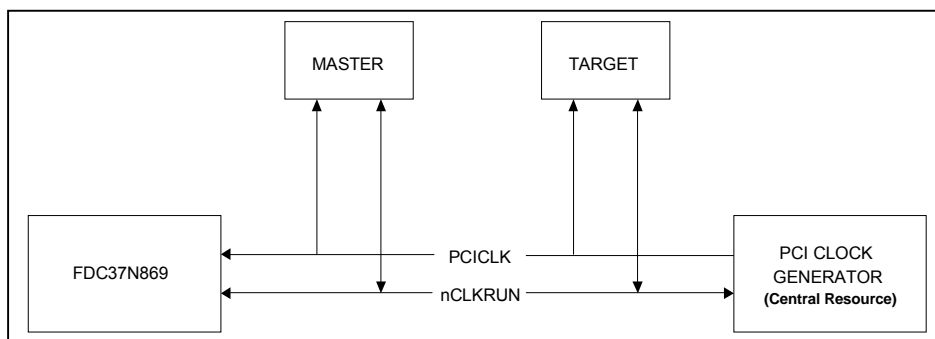 MASTER
TARGET
FDC37N869
PCICLK
nCLKRUN
PCI CLOCK
GENERATOR
(Central Resource)